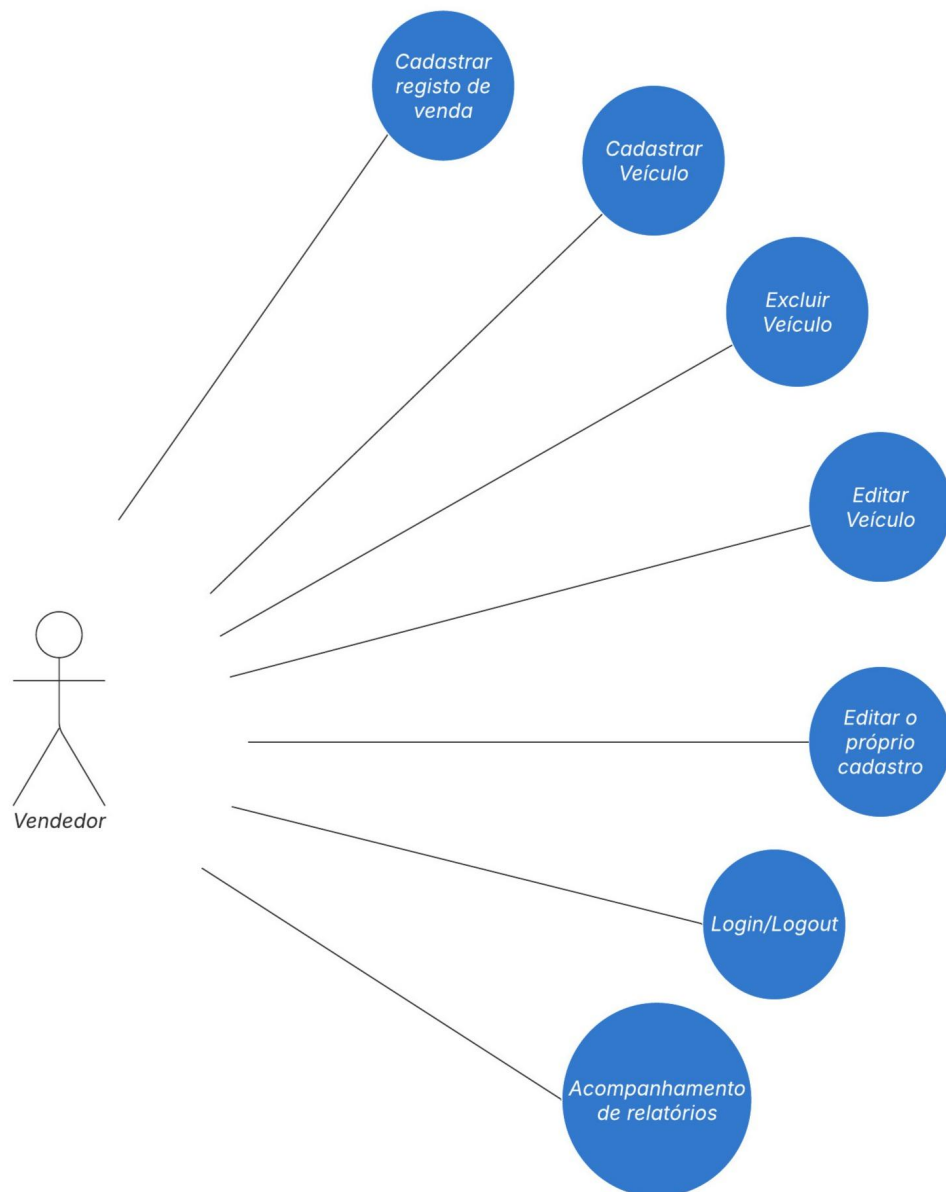 Cadastrar
registo de
venda
Cadastrar
Veículo
Excluir
Veículo
Editar
Veículo
Editar o
próprio
cadastro
Vendedor
Login/Logout
Acompanhamento
de relatórios